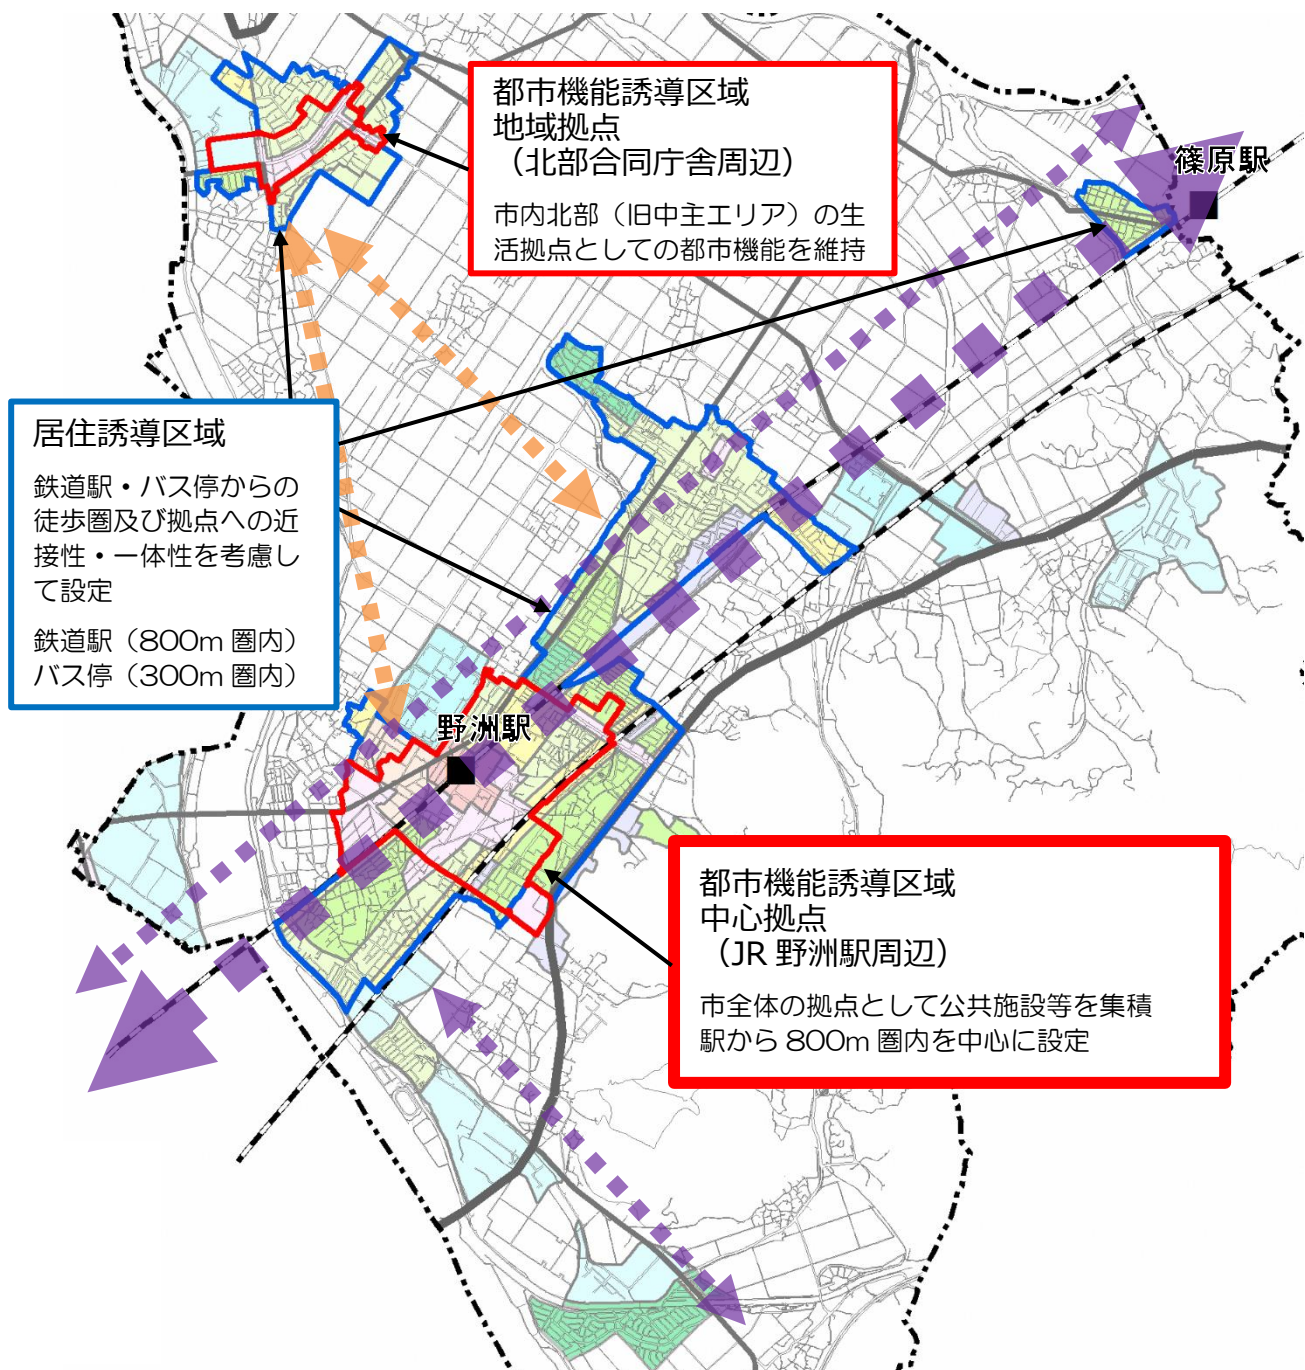 都市機能誘導区域
地域拠点
（北部合同庁舎周辺）
市内北部（旧中主エリア）の生
活拠点としての都市機能を維持
篠原駅
居住誘導区域
鉄道駅・バス停からの
徒歩圏及び拠点への近
接性・一体性を考慮し
て設定
鉄道駅（800m 圏内）
バス停（300m 圏内）
野洲駅
都市機能誘導区域
中心拠点
（JR 野洲駅周辺）
市全体の拠点として公共施設等を集積
駅から 800m 圏内を中心に設定